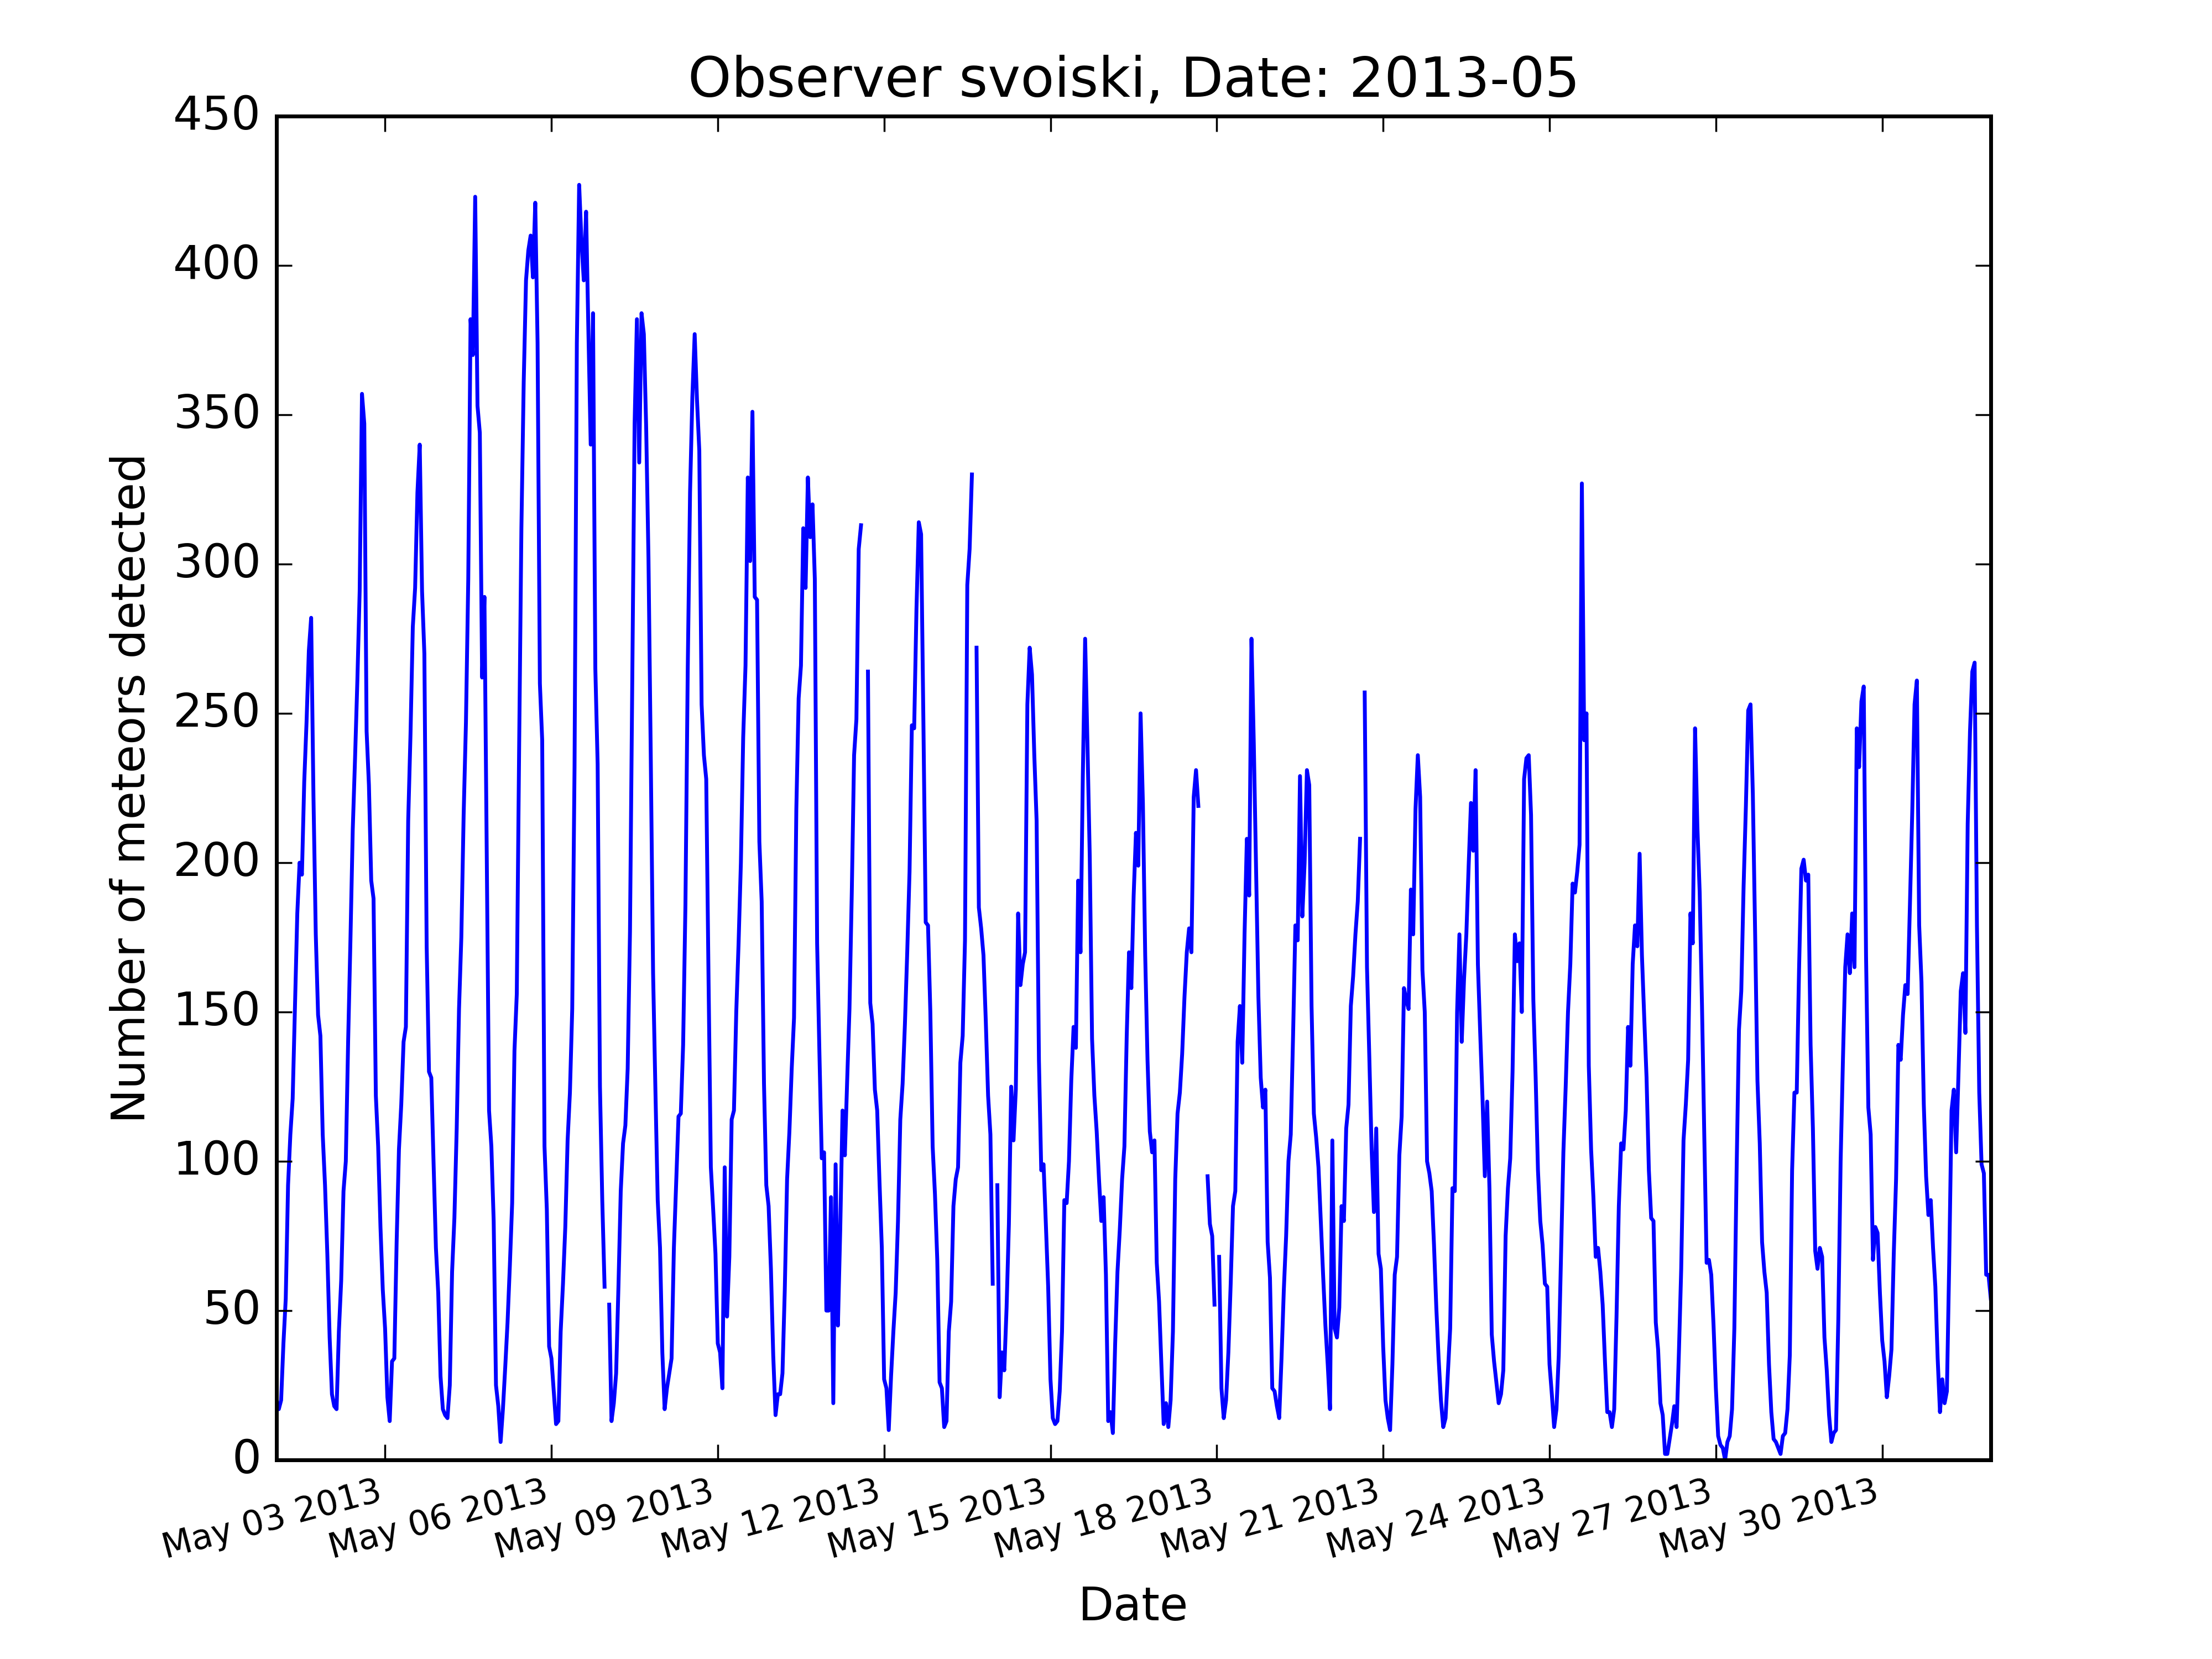 Observer svoiski, Date: 2013-05
450
400
350
300
250
200
150
100
50
0
Number of meteors detected
May 03 2013
May 06 2013
May 09 2013
May 12 2013
May 15 2013
May 18 2013
May 21 2013
May 24 2013
May 27 2013
May 30 2013
Date